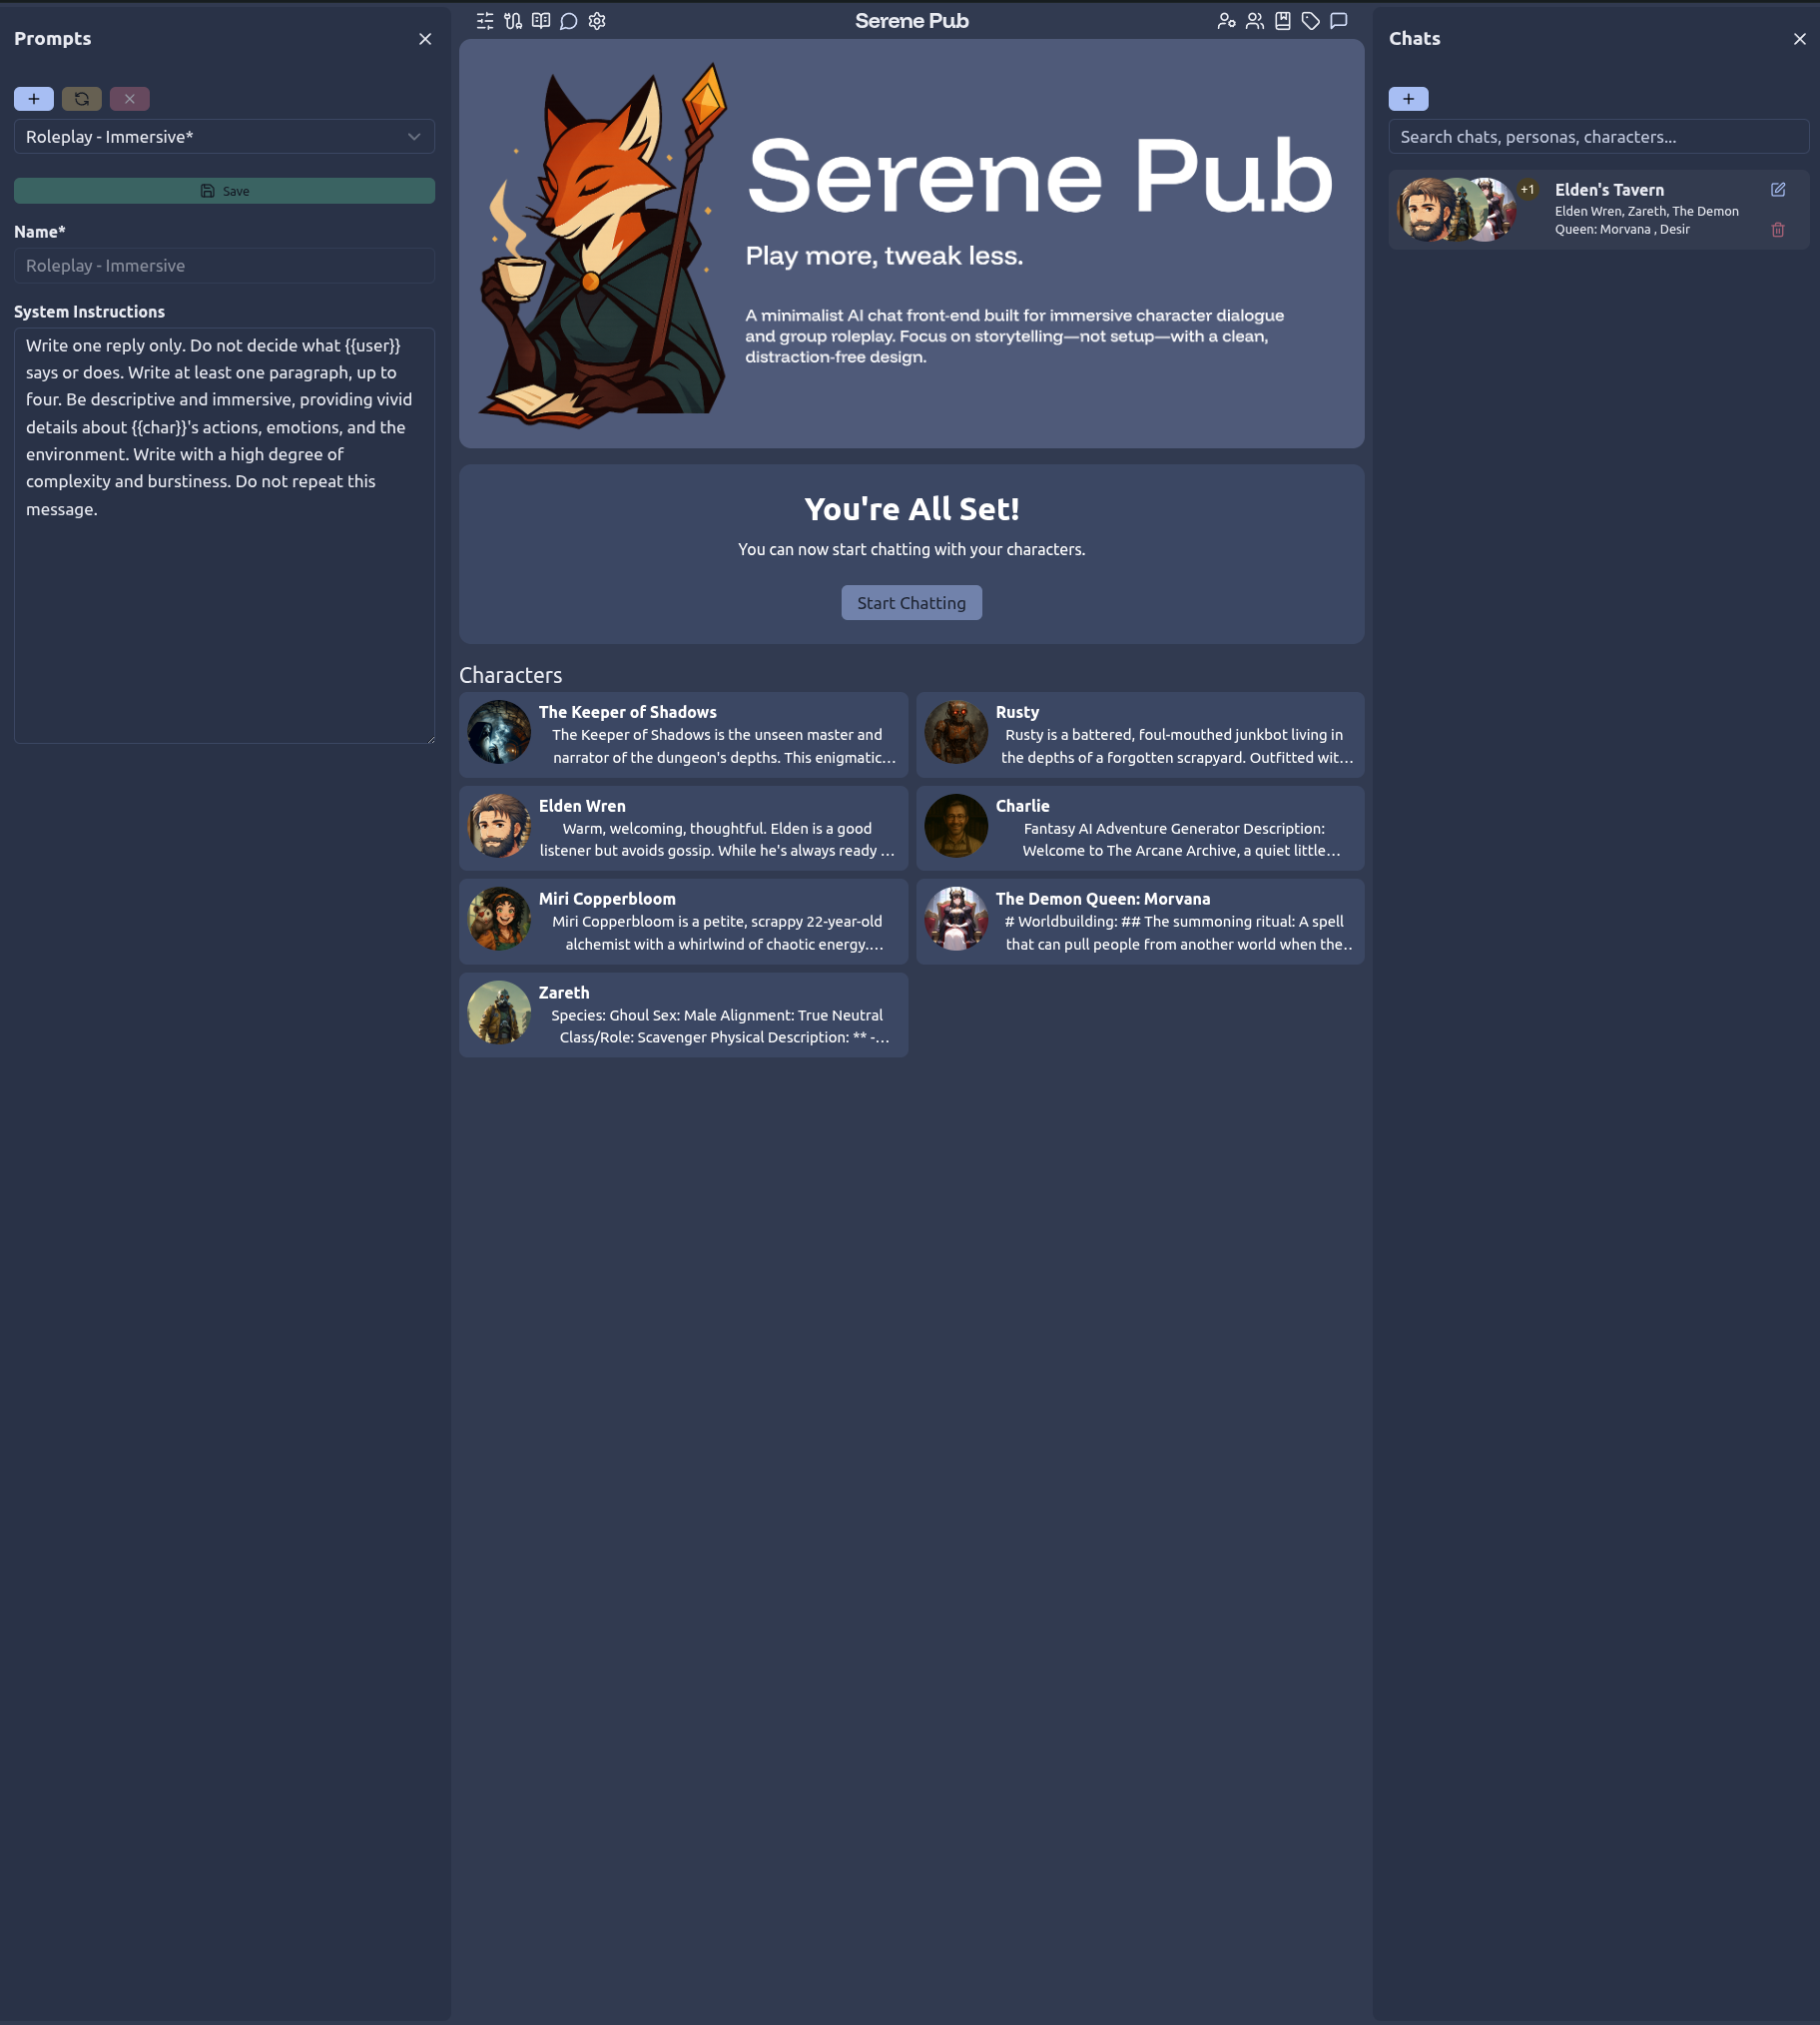 Prompts
Roleplay - Immersive*
Save
Name*
Roleplay - Immersive
System Instructions
Write one reply only. Do not decide what {{user}}
says or does. Write at least one paragraph, up to
four. Be descriptive and immersive, providing vivid
details about {{char}}'s actions, emotions, and the
environment. Write with a high degree of
complexity and burstiness. Do not repeat this
message.
Serene Pub
Serene Pub
Play more, tweak less.
A minimalist AI chat front-end built for immersive character dialogue
and group roleplay. Focus on storytelling—not setup—with a clean,
distraction-free design.
You're All Set!
You can now start chatting with your characters.
Start Chatting
Characters
The Keeper of Shadows
The Keeper of Shadows is the unseen master and
narrator of the dungeon's depths. This enigmatic...
Rusty
Rusty is a battered, foul-mouthed junkbot living in
the depths of a forgotten scrapyard. Outfitted wit...
Elden Wren
Warm, welcoming, thoughtful. Elden is a good
listener but avoids gossip. While he's always ready ...
Charlie
Fantasy AI Adventure Generator Description:
Welcome to The Arcane Archive, a quiet little...
Miri Copperbloom
Miri Copperbloom is a petite, scrappy 22-year-old
alchemist with a whirlwind of chaotic energy....
The Demon Queen: Morvana
# Worldbuilding: ## The summoning ritual: A spell
that can pull people from another world when the..
Zareth
Species: Ghoul Sex: Male Alignment: True Neutral
Class/Role: Scavenger Physical Description: ** -...
Chats
Search chats, personas, characters...
+1
Elden's Tavern
Elden Wren, Zareth, The Demon
Queen: Morvana , Desir